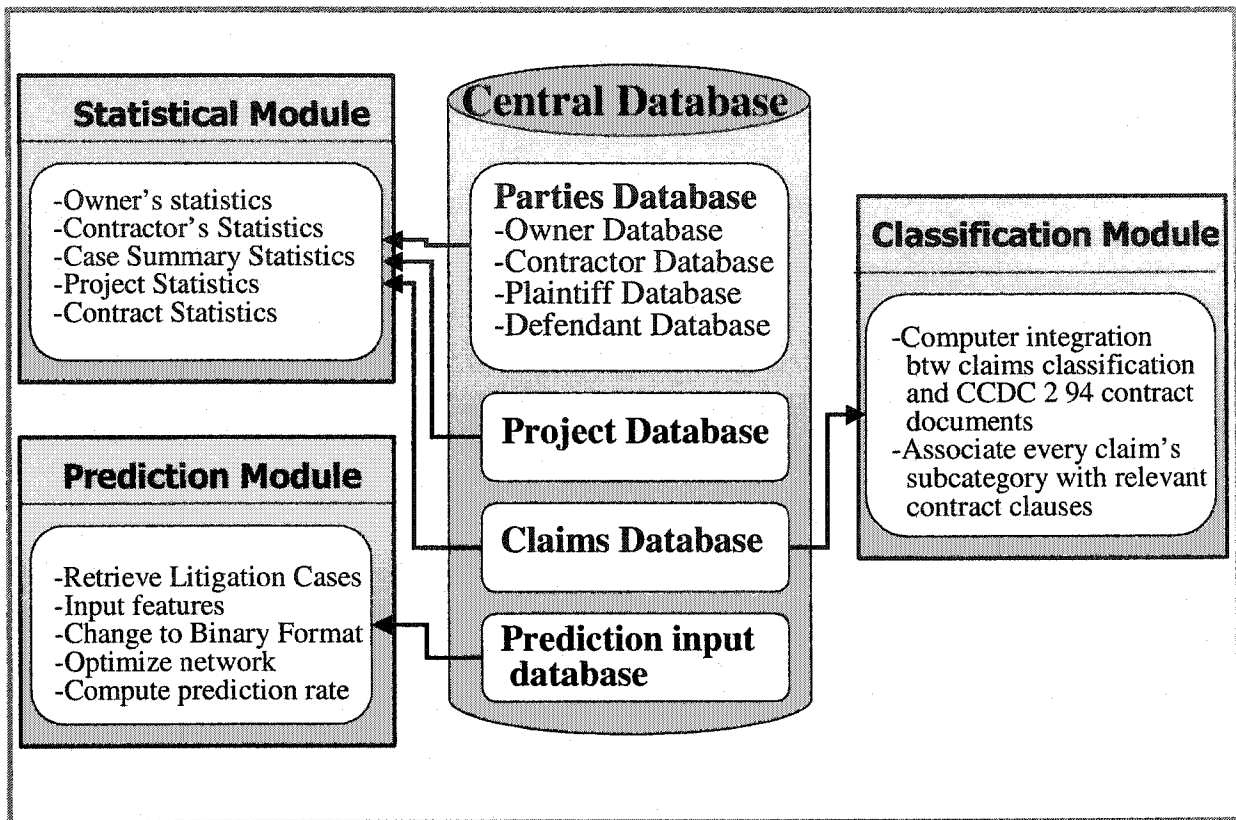 Statistical Module
-Owner's statistics
-Contractor's Statistics
-Case Summary Statistics
-Project Statistics
-Contract Statistics
Prediction Module
-Retrieve Litigation Cases
-Input features
-Change to Binary Format
-Optimize network
-Compute prediction rate
Central Database
Parties Database
-Owner Database
-Contractor Database
-Plaintiff Database
-Defendant Database
Project Database
Claims Database
Prediction input
database
Classification Module
-Computer integration
btw claims classification
and CCDC 2 94 contract
documents
-Associate every claim's
subcategory with relevant
contract clauses